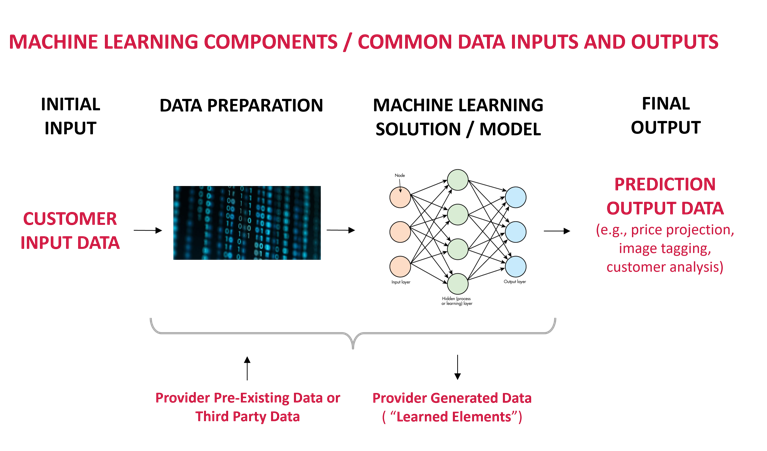 MACHINE LEARNING COMPONENTS / COMMON DATA INPUTS AND OUTPUTS
INITIAL
INPUT
DATA PREPARATION
MACHINE LEARNING
SOLUTION / MODEL
FINAL
OUTPUT
CUSTOMER
INPUT DATA
Node
Input layer
Hidden (process
or learning) layer
Output layer
PREDICTION
OUTPUT DATA
(e.g., price projection,
image tagging,
customer analysis)
Provider Pre-Existing Data or
Third Party Data
Provider Generated Data
( “Learned Elements”)